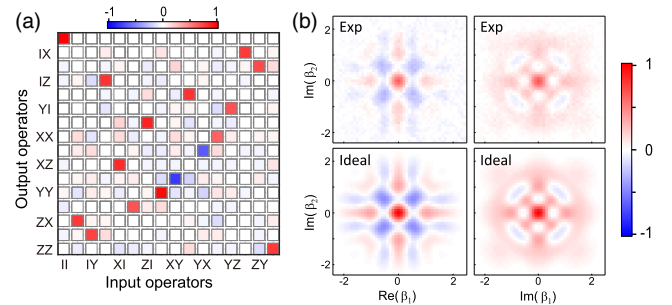 (a)
-1 0 1
IX
IZ
YI
XX
XZ
YY
ZX
ZZ
Output operators
II IY XI ZI XY YX YZ ZY
Input operators
(b)
Exp
Exp
2
0
-2
Im(β₂)
Ideal
Ideal
2
0
-2
Im(β₂)
-2 0 2
-2 0 2
Re(β₁)
Im(β₁)
1
0
-1